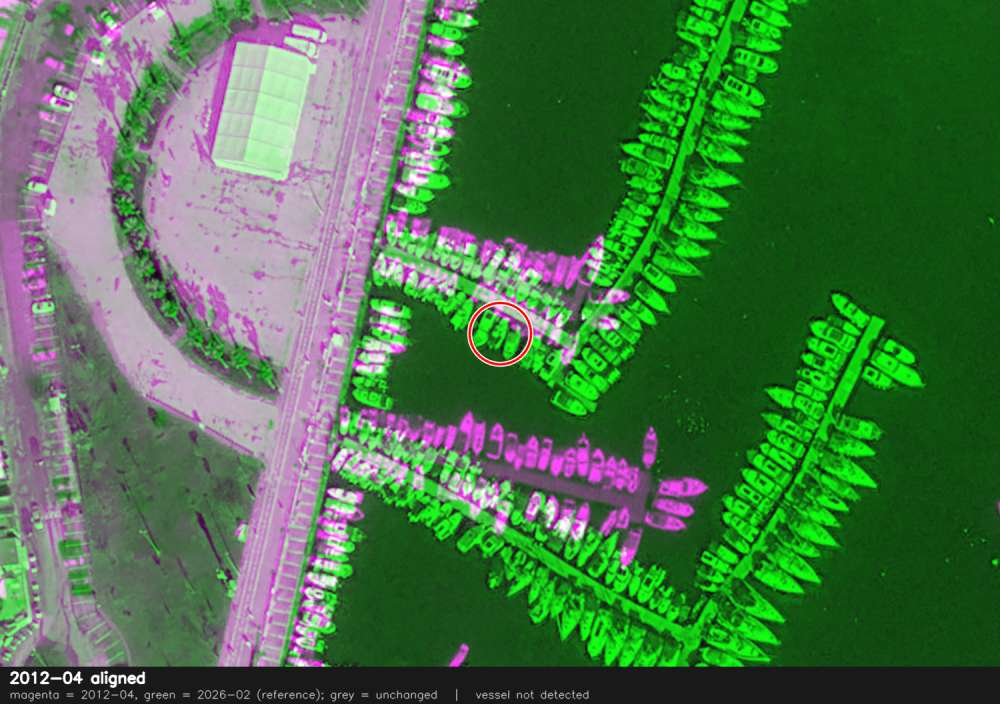 2012-04 aligned
magenta = 2012-04, green = 2026-02 (reference); grey = unchanged | vessel not detected